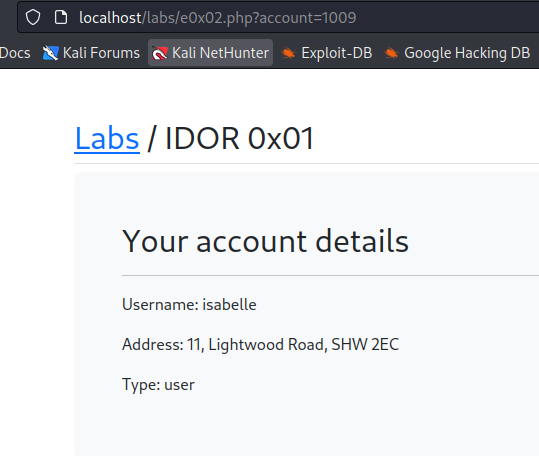 localhost/labs/e0x02.php?account=1009
Docs Kali Forums Kali NetHunter Exploit-DB Google Hacking DB
Labs / IDOR 0x01
Your account details
Username: isabelle
Address: 11, Lightwood Road, SHW 2EC
Type: user